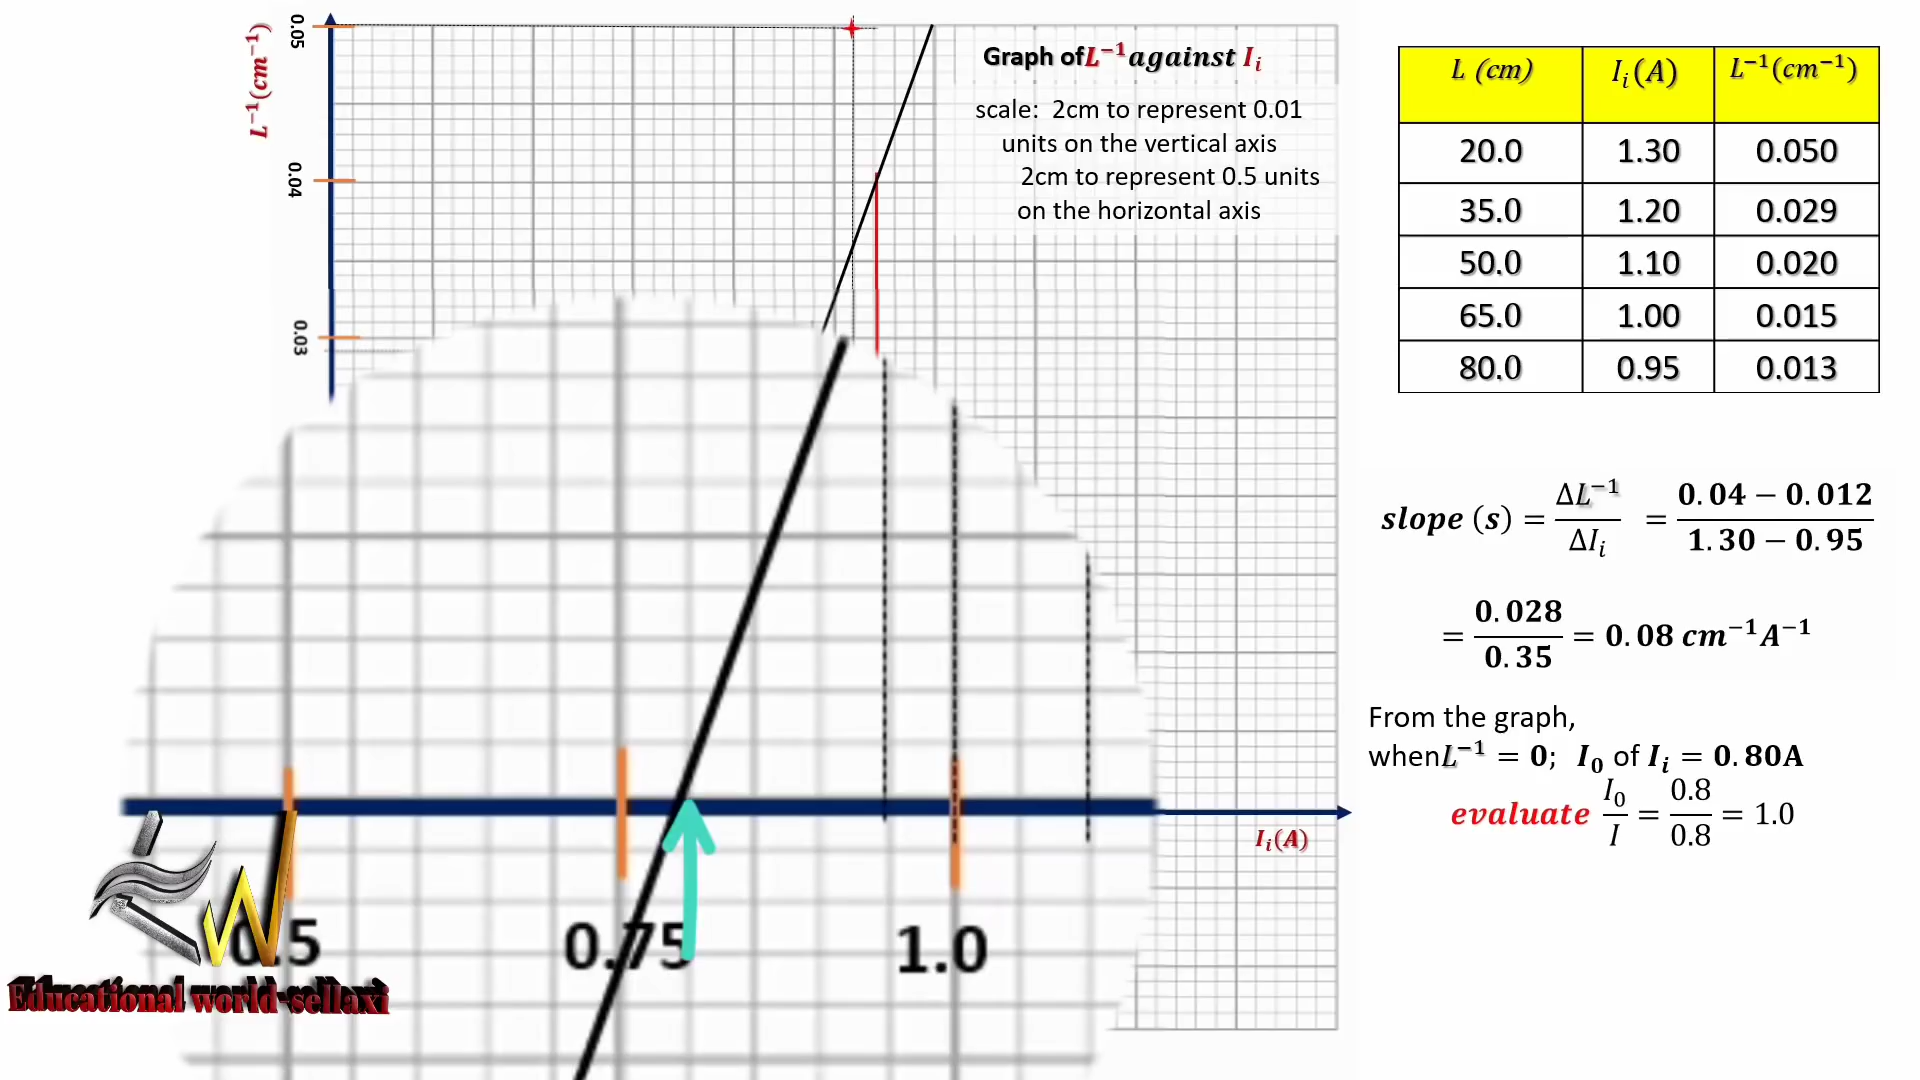 Graph of L⁻¹ against Iᵢ
scale: 2cm to represent 0.01
units on the vertical axis
2cm to represent 0.5 units
on the horizontal axis
L⁻¹(cm⁻¹)
0.05
0.04
0.03
0.5
0.75
1.0
Iᵢ(A)
L (cm) Iᵢ(A) L⁻¹(cm⁻¹)
20.0 1.30 0.050
35.0 1.20 0.029
50.0 1.10 0.020
65.0 1.00 0.015
80.0 0.95 0.013
slope (s) = ΔL⁻¹/ΔIᵢ = (0.04 − 0.012)/(1.30 − 0.95)
= 0.028/0.35 = 0.08 cm⁻¹A⁻¹
From the graph,
whenL⁻¹ = 0; I₀ of Iᵢ = 0.80A
evaluate I₀/I = 0.8/0.8 = 1.0
Educational world-sellaxi